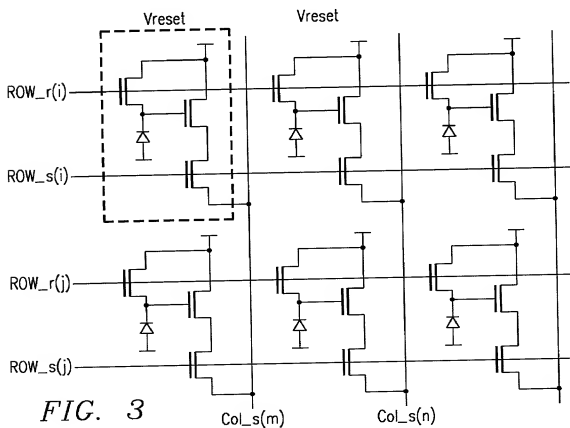 Vreset Vreset
ROW_r(i)
ROW_s(i)
ROW_r(j)
ROW_s(j)
FIG. 3
Col_s(m) Col_s(n)